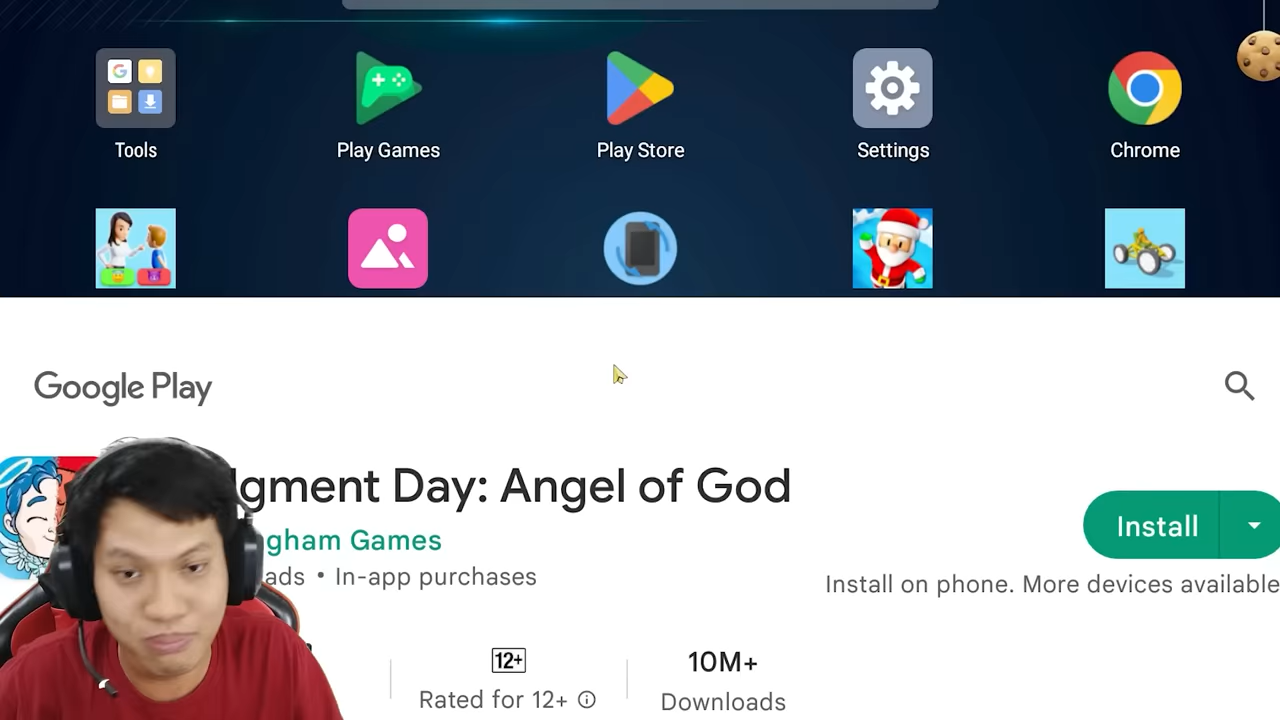 Tools
Play Games
Play Store
Settings
Chrome
Google Play
dgment Day: Angel of God
gham Games
Install
ads • In-app purchases
Install on phone. More devices available
12+
10M+
Rated for 12+
Downloads